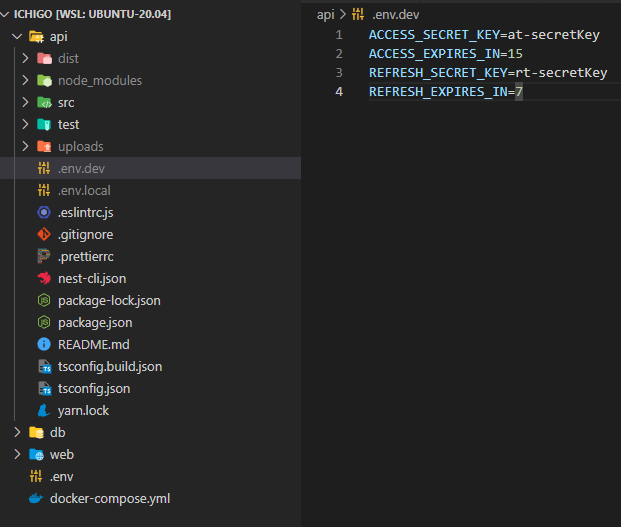 ICHIGO [WSL: UBUNTU-20.04]
api
dist
node_modules
src
test
uploads
.env.dev
.env.local
.eslintrc.js
.gitignore
.prettierrc
nest-cli.json
package-lock.json
package.json
README.md
tsconfig.build.json
tsconfig.json
yarn.lock
db
web
.env
docker-compose.yml
api > .env.dev
1 ACCESS_SECRET_KEY=at-secretKey
2 ACCESS_EXPIRES_IN=15
3 REFRESH_SECRET_KEY=rt-secretKey
4 REFRESH_EXPIRES_IN=7